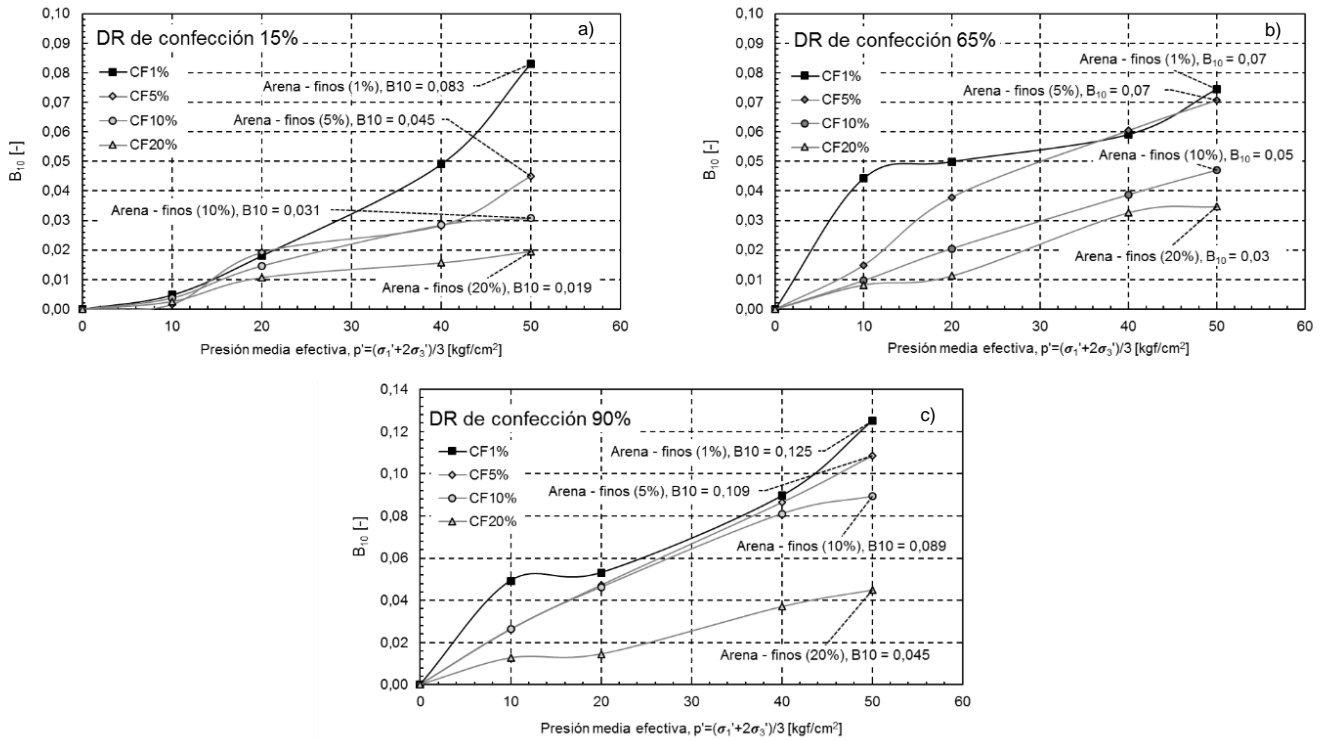 a)
DR de confección 15%
CF1%
CF5%
CF10%
CF20%
Arena - finos (1%), B10 = 0,083
Arena - finos (5%), B10 = 0,045
Arena - finos (10%), B10 = 0,031
Arena - finos (20%), B10 = 0,019
0,10
0,09
0,08
0,07
0,06
0,05
0,04
0,03
0,02
0,01
0,00
B₁₀ [-]
0 10 20 30 40 50 60
Presión media efectiva, p'=(σ₁'+2σ₃')/3 [kgf/cm²]
b)
DR de confección 65%
CF1%
CF5%
CF10%
CF20%
Arena - finos (1%), B₁₀ = 0,07
Arena - finos (5%), B₁₀ = 0,07
Arena - finos (10%), B₁₀ = 0,05
Arena - finos (20%), B₁₀ = 0,03
0,10
0,09
0,08
0,07
0,06
0,05
0,04
0,03
0,02
0,01
0,00
B₁₀ [-]
0 10 20 30 40 50 60
Presión media efectiva, p'=(σ₁'+2σ₃')/3 [kgf/cm²]
c)
DR de confección 90%
CF1%
CF5%
CF10%
CF20%
Arena - finos (1%), B10 = 0,125
Arena - finos (5%), B10 = 0,109
Arena - finos (10%), B10 = 0,089
Arena - finos (20%), B10 = 0,045
0,14
0,12
0,10
0,08
0,06
0,04
0,02
0,00
B₁₀ [-]
0 10 20 30 40 50 60
Presión media efectiva, p'=(σ₁'+2σ₃')/3 [kgf/cm²]